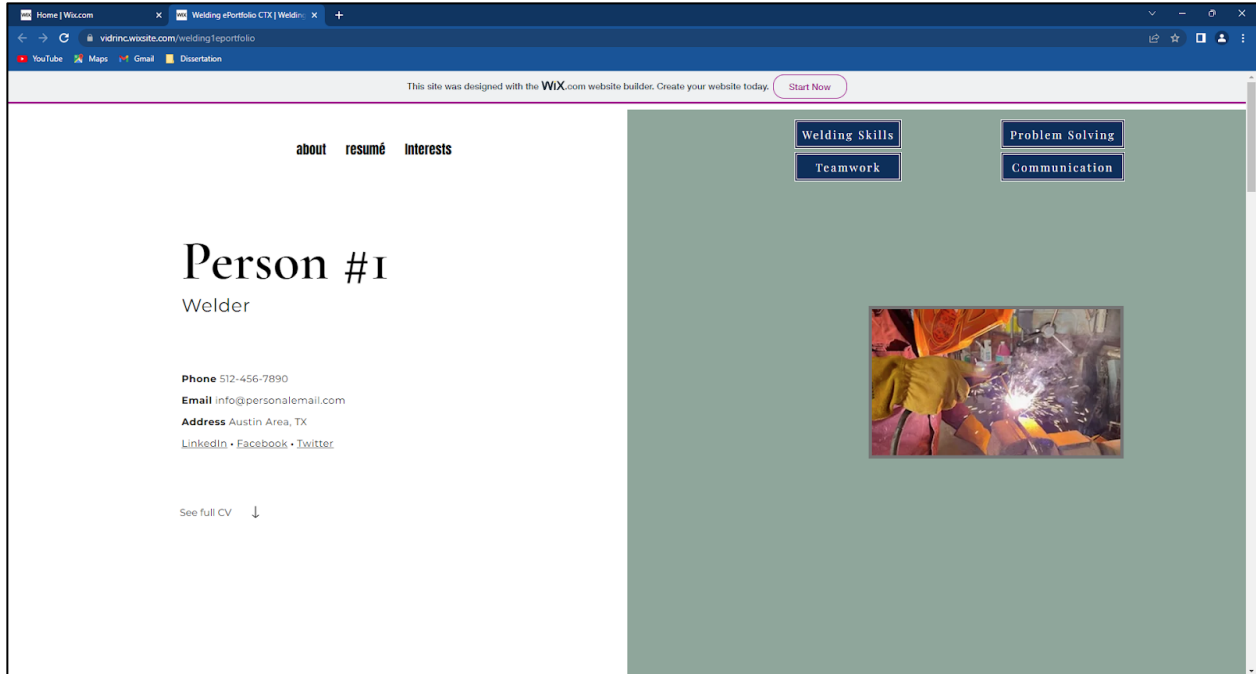 Home | Wix.com
Welding ePortfolio CTX | Welding
vidrinc.wixsite.com/welding1eportfolio
YouTube Maps Gmail Dissertation
This site was designed with the WiX.com website builder. Create your website today. Start Now
about resumé Interests
Person #1
Welder
Phone 512-456-7890
Email info@personalemail.com
Address Austin Area, TX
LinkedIn • Facebook • Twitter
See full CV ↓
Welding Skills Problem Solving
Teamwork Communication